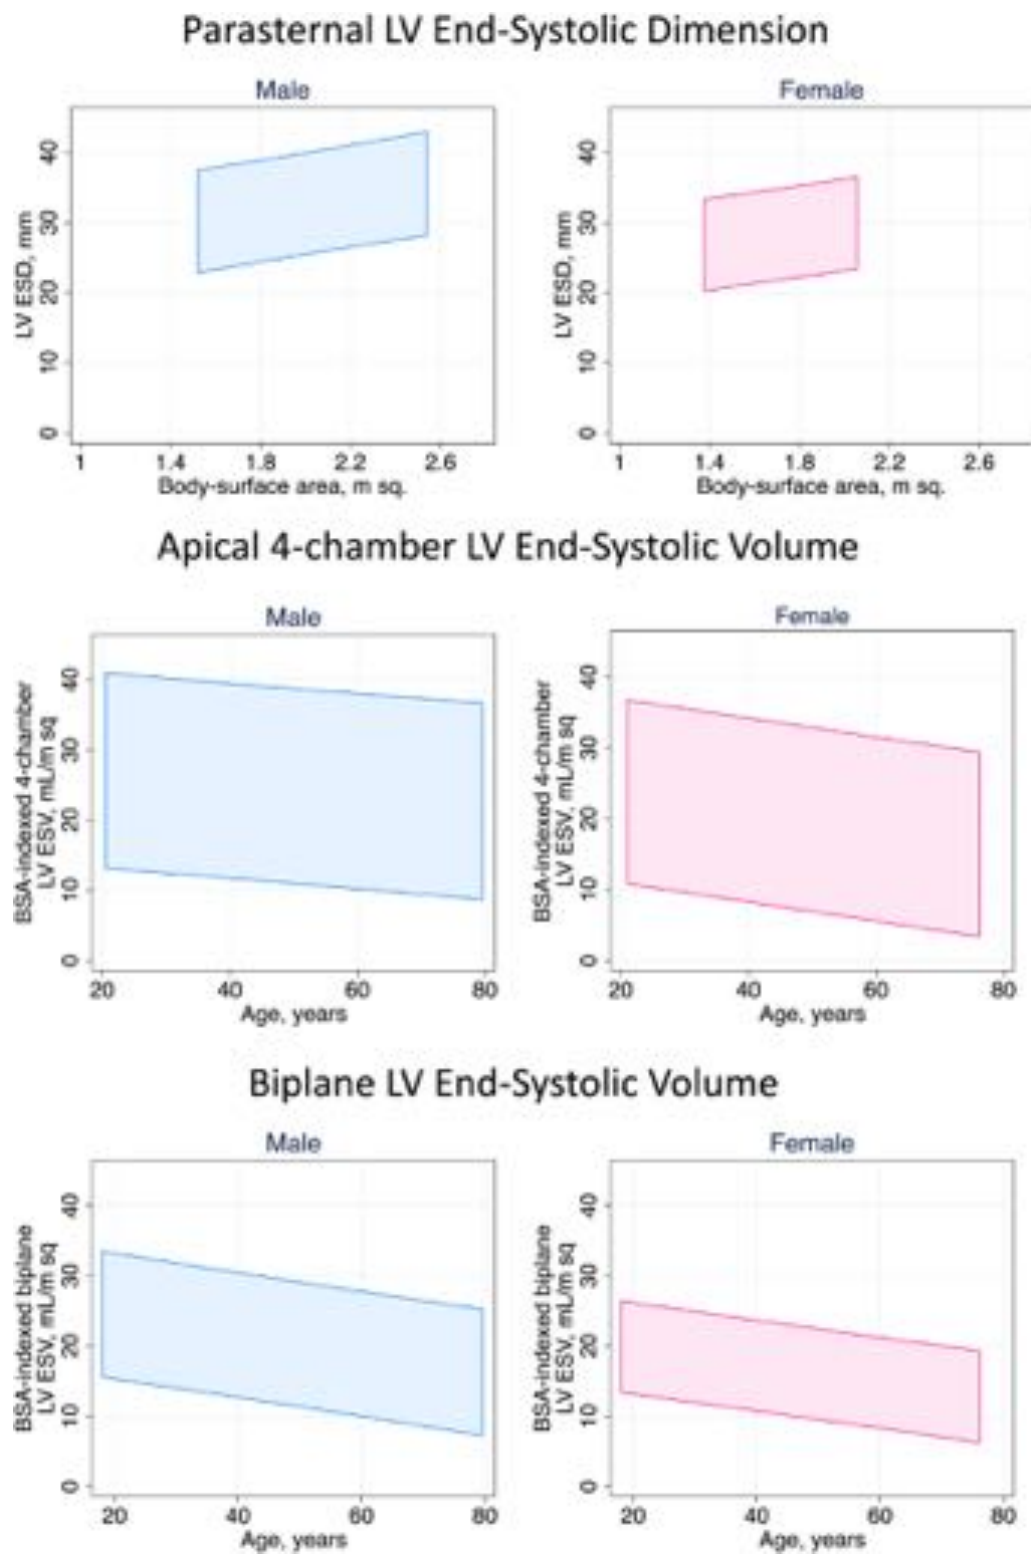 Parasternal LV End-Systolic Dimension
Male
Female
LV ESD, mm
0 10 20 30 40
1 1.4 1.8 2.2 2.6
Body-surface area, m sq.
LV ESD, mm
0 10 20 30 40
1 1.4 1.8 2.2 2.6
Body-surface area, m sq.
Apical 4-chamber LV End-Systolic Volume
Male
Female
BSA-indexed 4-chamber
LV ESV, mL/m sq
0 10 20 30 40
20 40 60 80
Age, years
BSA-indexed 4-chamber
LV ESV, mL/m sq
0 10 20 30 40
20 40 60 80
Age, years
Biplane LV End-Systolic Volume
Male
Female
BSA-indexed biplane
LV ESV, mL/m sq
0 10 20 30 40
20 40 60 80
Age, years
BSA-indexed biplane
LV ESV, mL/m sq
0 10 20 30 40
20 40 60 80
Age, years